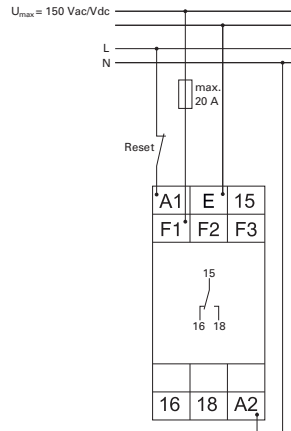 Umax = 150 Vac/Vdc
L
N
max.
20 A
Reset
A1 E 15
F1 F2 F3
15
16 18
16 18 A2